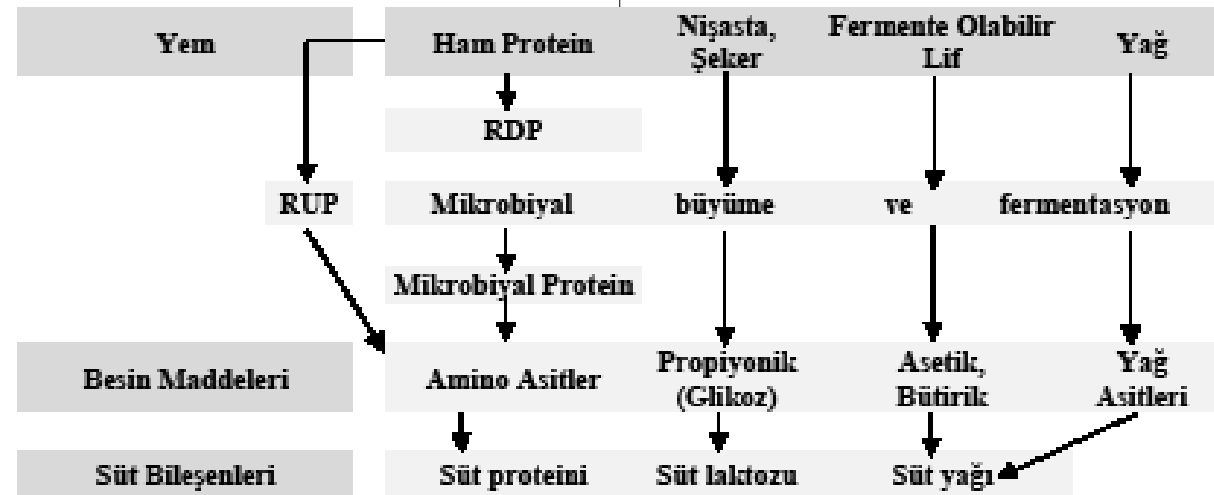 Yem
Ham Protein
Nişasta,
Şeker
Fermente Olabilir
Lif
Yağ
RDP
RUP
Mikrobiyal
büyüme
ve
fermentasyon
Mikrobiyal Protein
Besin Maddeleri
Amino Asitler
Propiyonik
(Glikoz)
Asetik,
Bütirik
Yağ
Asitleri
Süt Bileşenleri
Süt proteini
Süt laktozu
Süt yağı